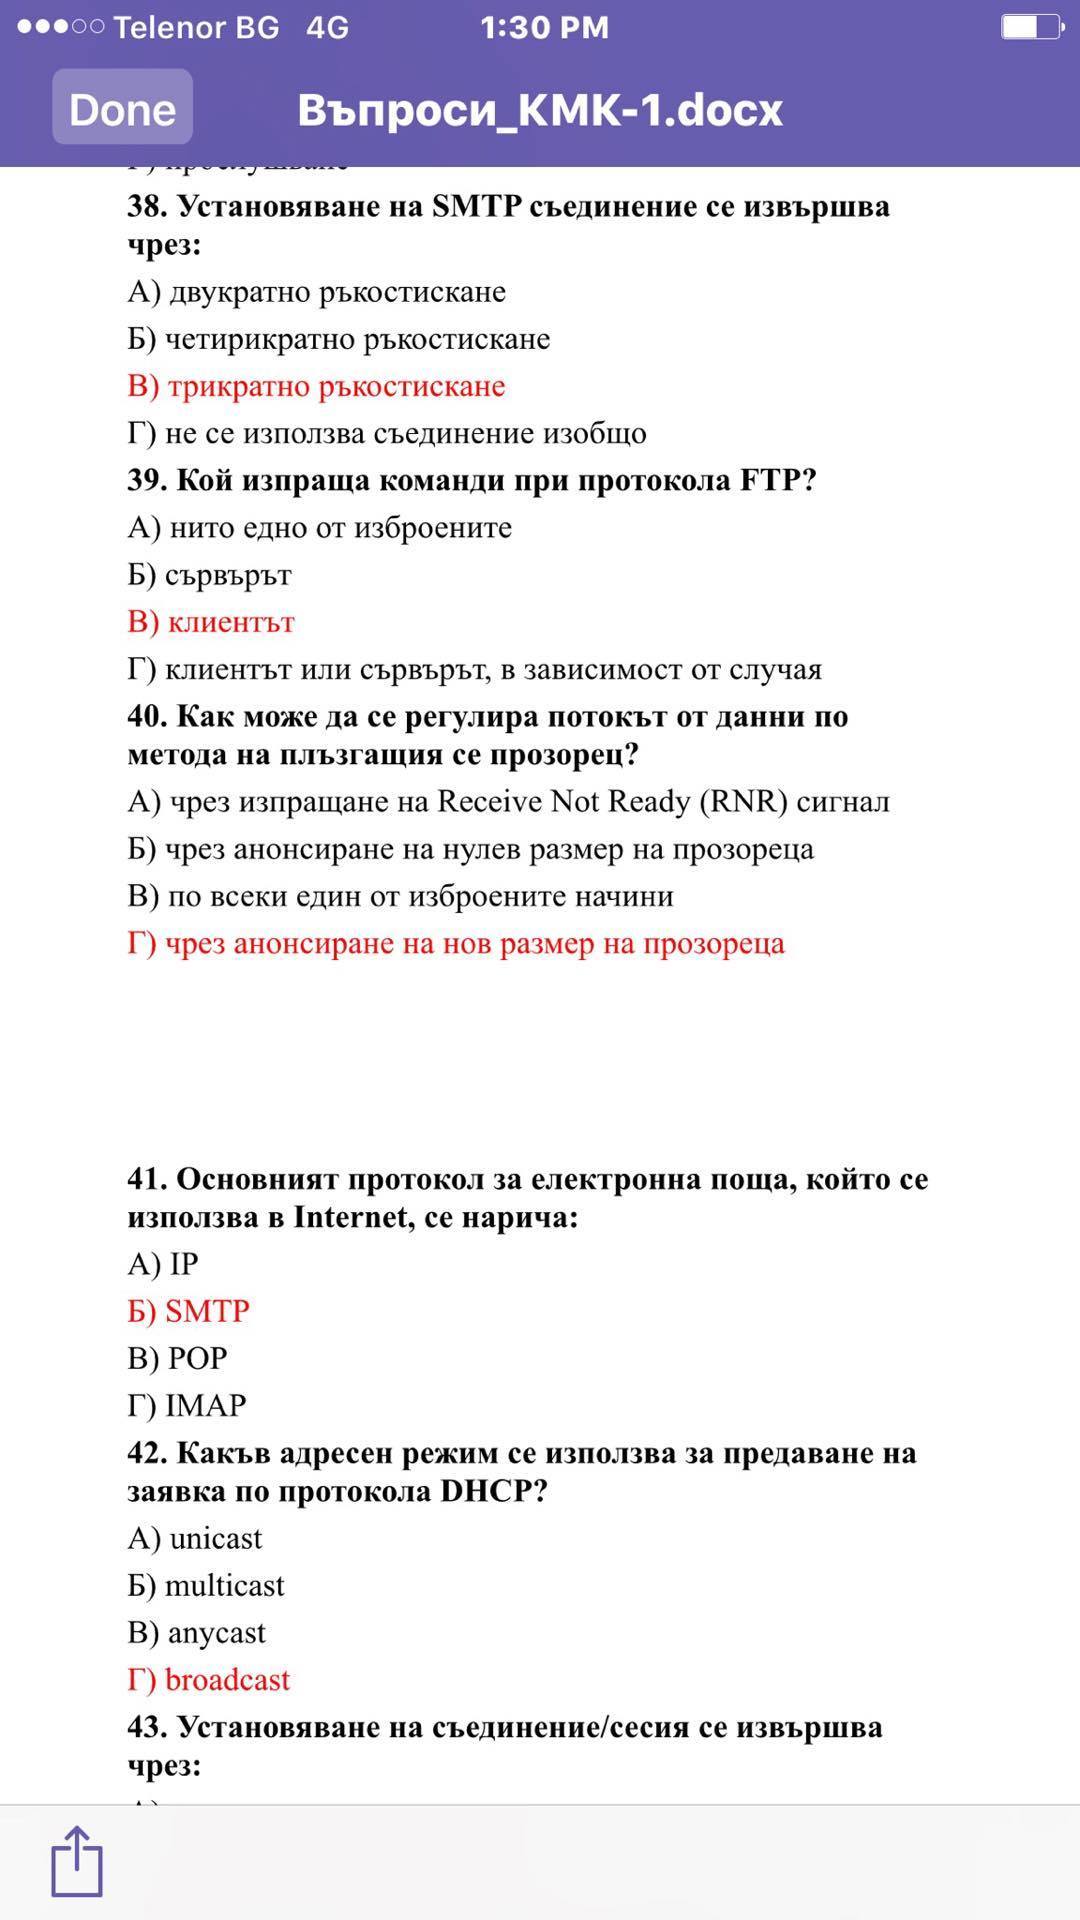 Telenor BG 4G 1:30 PM
Done Въпроси_КМК-1.docx
38. Установяване на SMTP съединение се извършва
чрез:
А) двукратно ръкостискане
Б) четирикратно ръкостискане
В) трикратно ръкостискане
Г) не се използва съединение изобщо
39. Кой изпраща команди при протокола FTP?
А) нито едно от изброените
Б) сървърът
В) клиентът
Г) клиентът или сървърът, в зависимост от случая
40. Как може да се регулира потокът от данни по
метода на плъзгащия се прозорец?
А) чрез изпращане на Receive Not Ready (RNR) сигнал
Б) чрез анонсиране на нулев размер на прозореца
В) по всеки един от изброените начини
Г) чрез анонсиране на нов размер на прозореца
41. Основният протокол за електронна поща, който се
използва в Internet, се нарича:
А) IP
Б) SMTP
В) POP
Г) IMAP
42. Какъв адресен режим се използва за предаване на
заявка по протокола DHCP?
А) unicast
Б) multicast
В) anycast
Г) broadcast
43. Установяване на съединение/сесия се извършва
чрез: